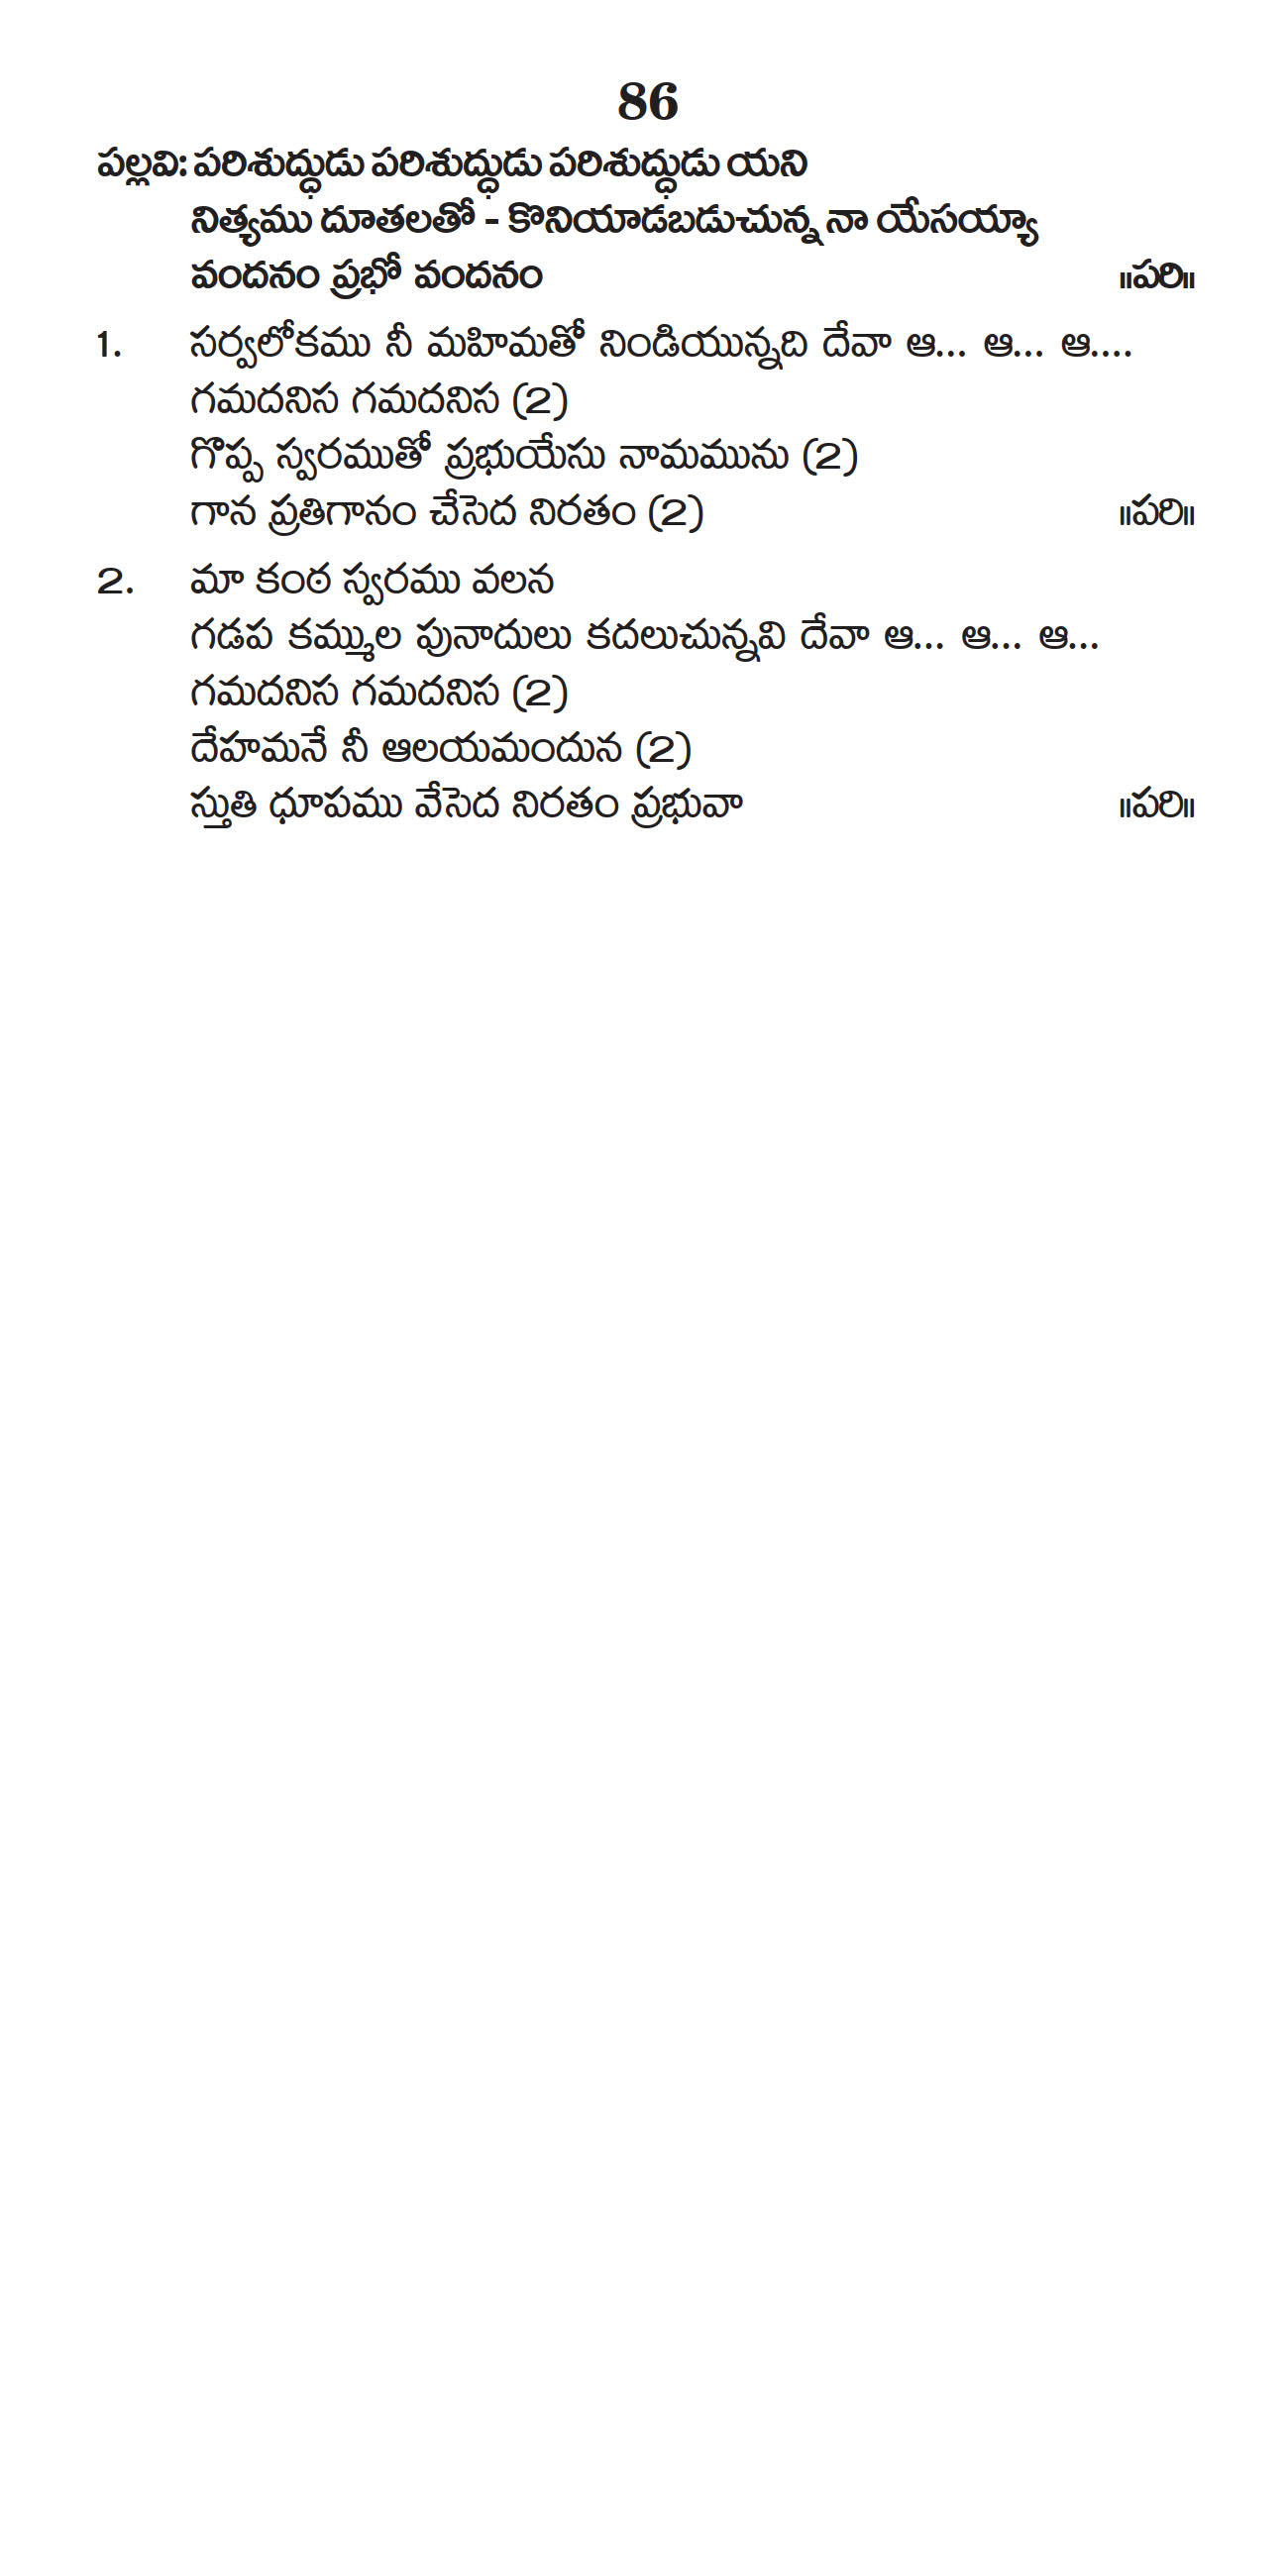 86
పల్లవి: పరిశుద్ధుడు పరిశుద్ధుడు పరిశుద్ధుడు యని
నిత్యము దూతలతో - కొనియాడబడుచున్న నా యేసయ్యా
వందనం ప్రభో వందనం ॥పరి॥
1. సర్వలోకము నీ మహిమతో నిండియున్నది దేవా ఆ... ఆ... ఆ....
గమదనిస గమదనిస (2)
గొప్ప స్వరముతో ప్రభుయేసు నామమును (2)
గాన ప్రతిగానం చేసెద నిరతం (2) ॥పరి॥
2. మా కంఠ స్వరము వలన
గడప కమ్ముల పునాదులు కదలుచున్నవి దేవా ఆ... ఆ... ఆ...
గమదనిస గమదనిస (2)
దేహమనే నీ ఆలయమందున (2)
స్తుతి ధూపము వేసెద నిరతం ప్రభువా ॥పరి॥